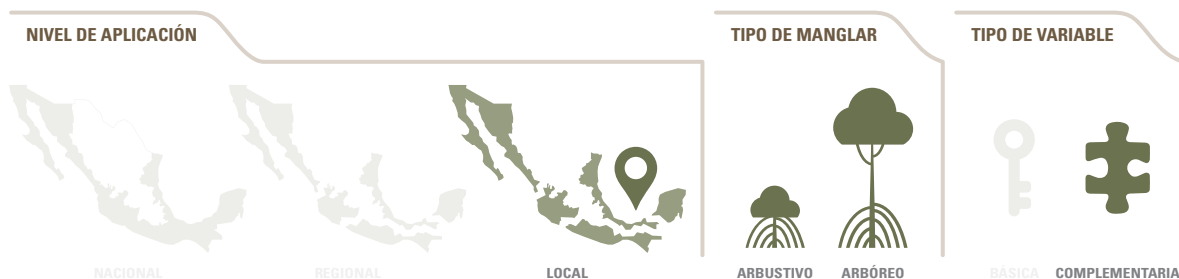 NIVEL DE APLICACIÓN
TIPO DE MANGLAR
TIPO DE VARIABLE
NACIONAL
REGIONAL
LOCAL
ARBUSTIVO
ARBÓREO
BÁSICA
COMPLEMENTARIA